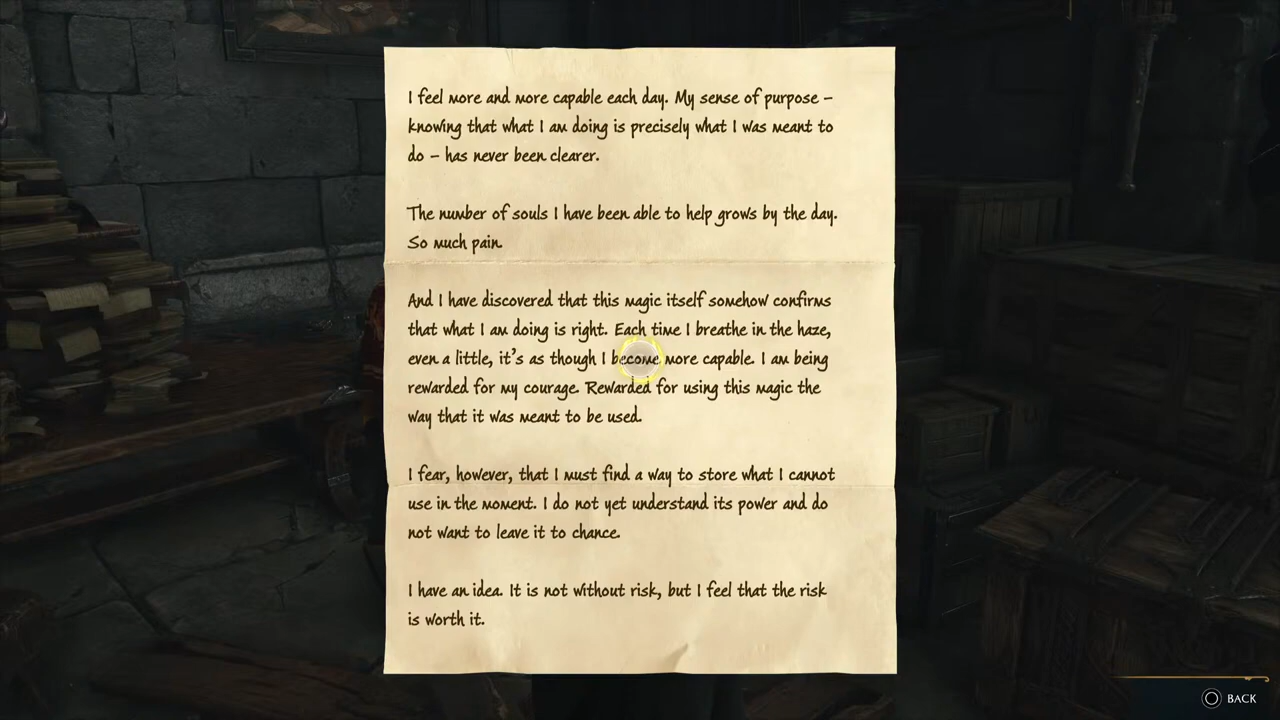 I feel more and more capable each day. My sense of purpose –
knowing that what I am doing is precisely what I was meant to
do – has never been clearer.
The number of souls I have been able to help grows by the day.
So much pain.
And I have discovered that this magic itself somehow confirms
that what I am doing is right. Each time I breathe in the haze,
even a little, it's as though I become more capable. I am being
rewarded for my courage. Rewarded for using this magic the
way that it was meant to be used.
I fear, however, that I must find a way to store what I cannot
use in the moment. I do not yet understand its power and do
not want to leave it to chance.
I have an idea. It is not without risk, but I feel that the risk
is worth it.
BACK